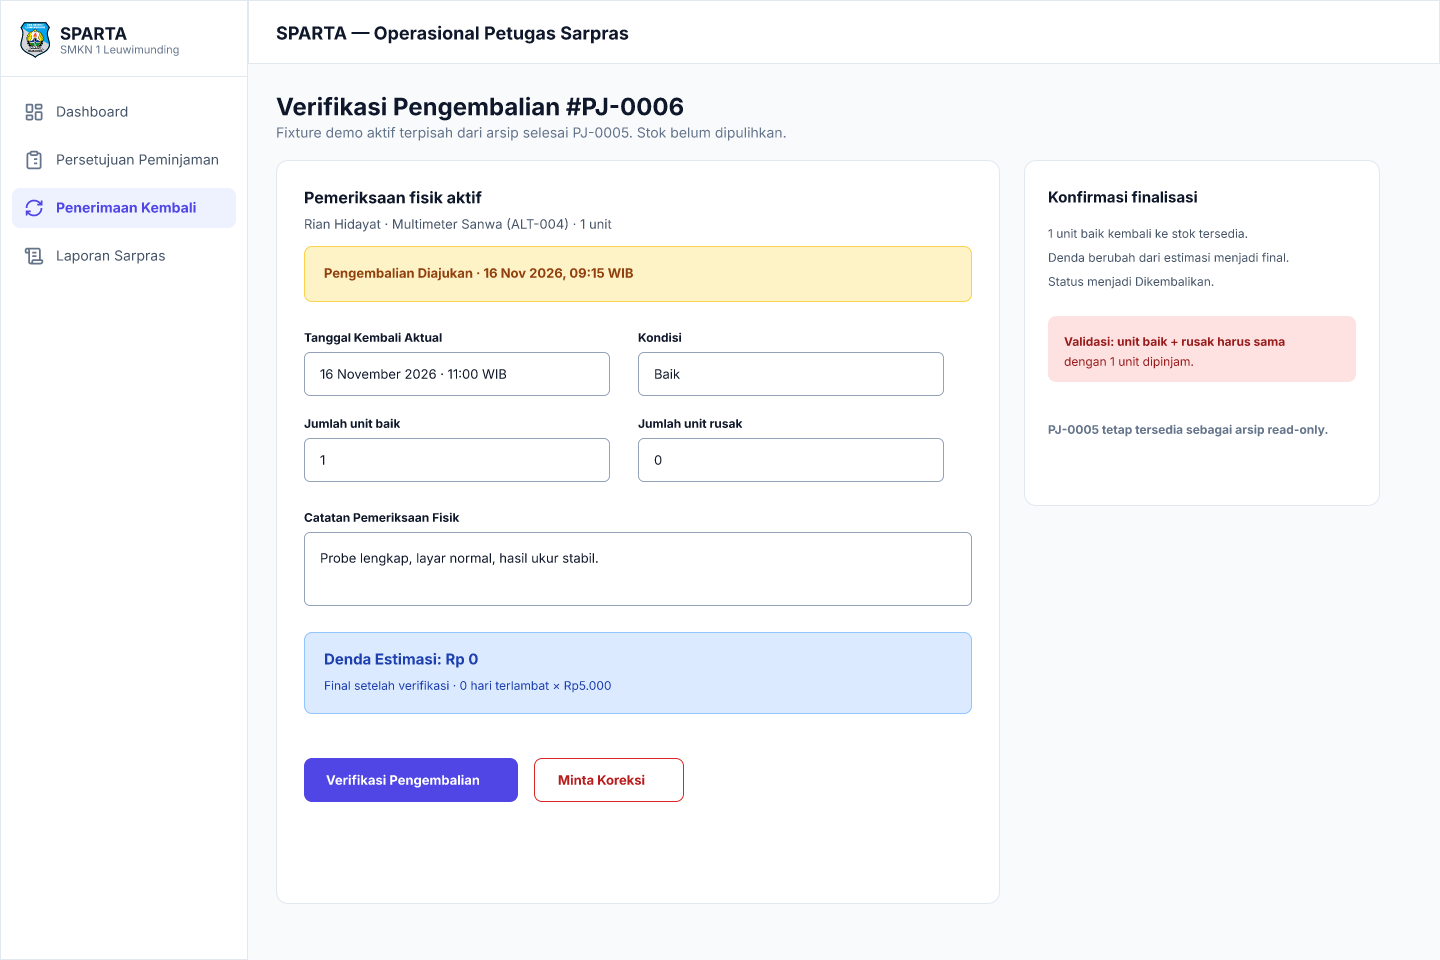 SPARTA
SMKN 1 Leuwimunding
Dashboard
Persetujuan Peminjaman
Penerimaan Kembali
Laporan Sarpras
SPARTA — Operasional Petugas Sarpras
Verifikasi Pengembalian #PJ-0006
Fixture demo aktif terpisah dari arsip selesai PJ-0005. Stok belum dipulihkan.
Pemeriksaan fisik aktif
Rian Hidayat · Multimeter Sanwa (ALT-004) · 1 unit
Pengembalian Diajukan · 16 Nov 2026, 09:15 WIB
Tanggal Kembali Aktual
16 November 2026 · 11:00 WIB
Kondisi
Baik
Jumlah unit baik
1
Jumlah unit rusak
0
Catatan Pemeriksaan Fisik
Probe lengkap, layar normal, hasil ukur stabil.
Denda Estimasi: Rp 0
Final setelah verifikasi · 0 hari terlambat × Rp5.000
Verifikasi Pengembalian
Minta Koreksi
Konfirmasi finalisasi
1 unit baik kembali ke stok tersedia.
Denda berubah dari estimasi menjadi final.
Status menjadi Dikembalikan.
Validasi: unit baik + rusak harus sama
dengan 1 unit dipinjam.
PJ-0005 tetap tersedia sebagai arsip read-only.